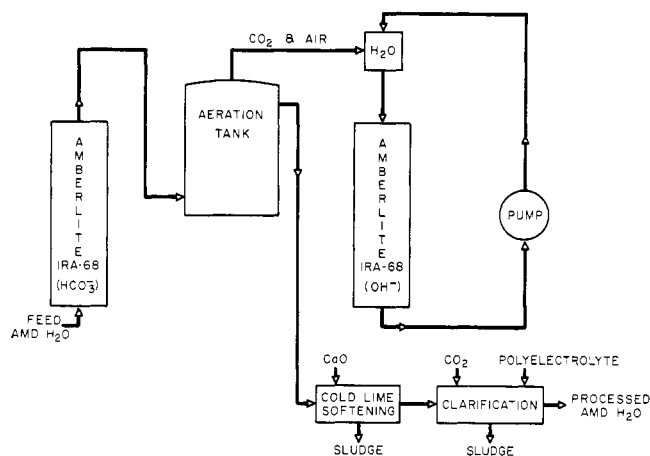 CO₂ & AIR
H₂O
AERATION
TANK
AMBERLITE
IRA-68
(HCO₃⁻)
AMBERLITE
IRA-68
(OH⁻)
PUMP
FEED
AMD H₂O
CaO
CO₂
POLYELECTROLYTE
COLD LIME
SOFTENING
CLARIFICATION
PROCESSED
AMD H₂O
SLUDGE
SLUDGE